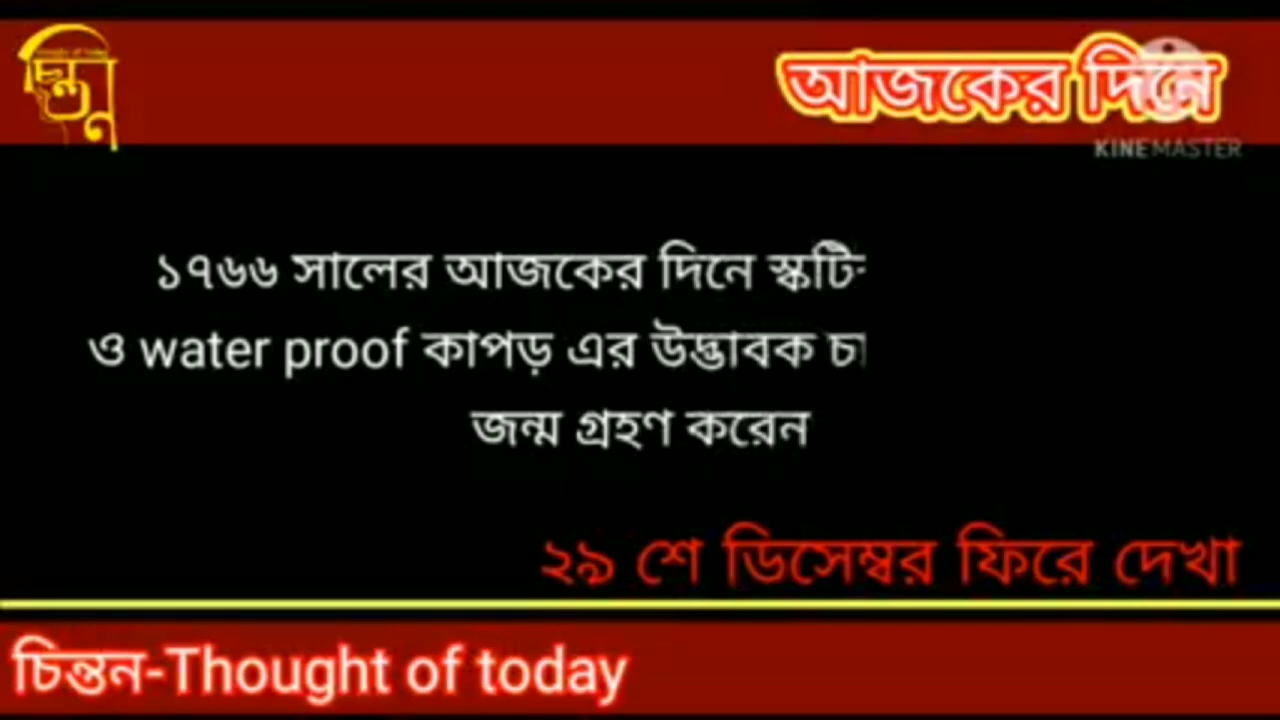 আজকের দিনে
KINEMASTER
১৭৬৬ সালের আজকের দিনে
ও water proof কাপড় এর উদ্ভাবক
জন্ম গ্রহণ করেন
২৯ শে ডিসেম্বর ফিরে দেখা
চিন্তন-Thought of today